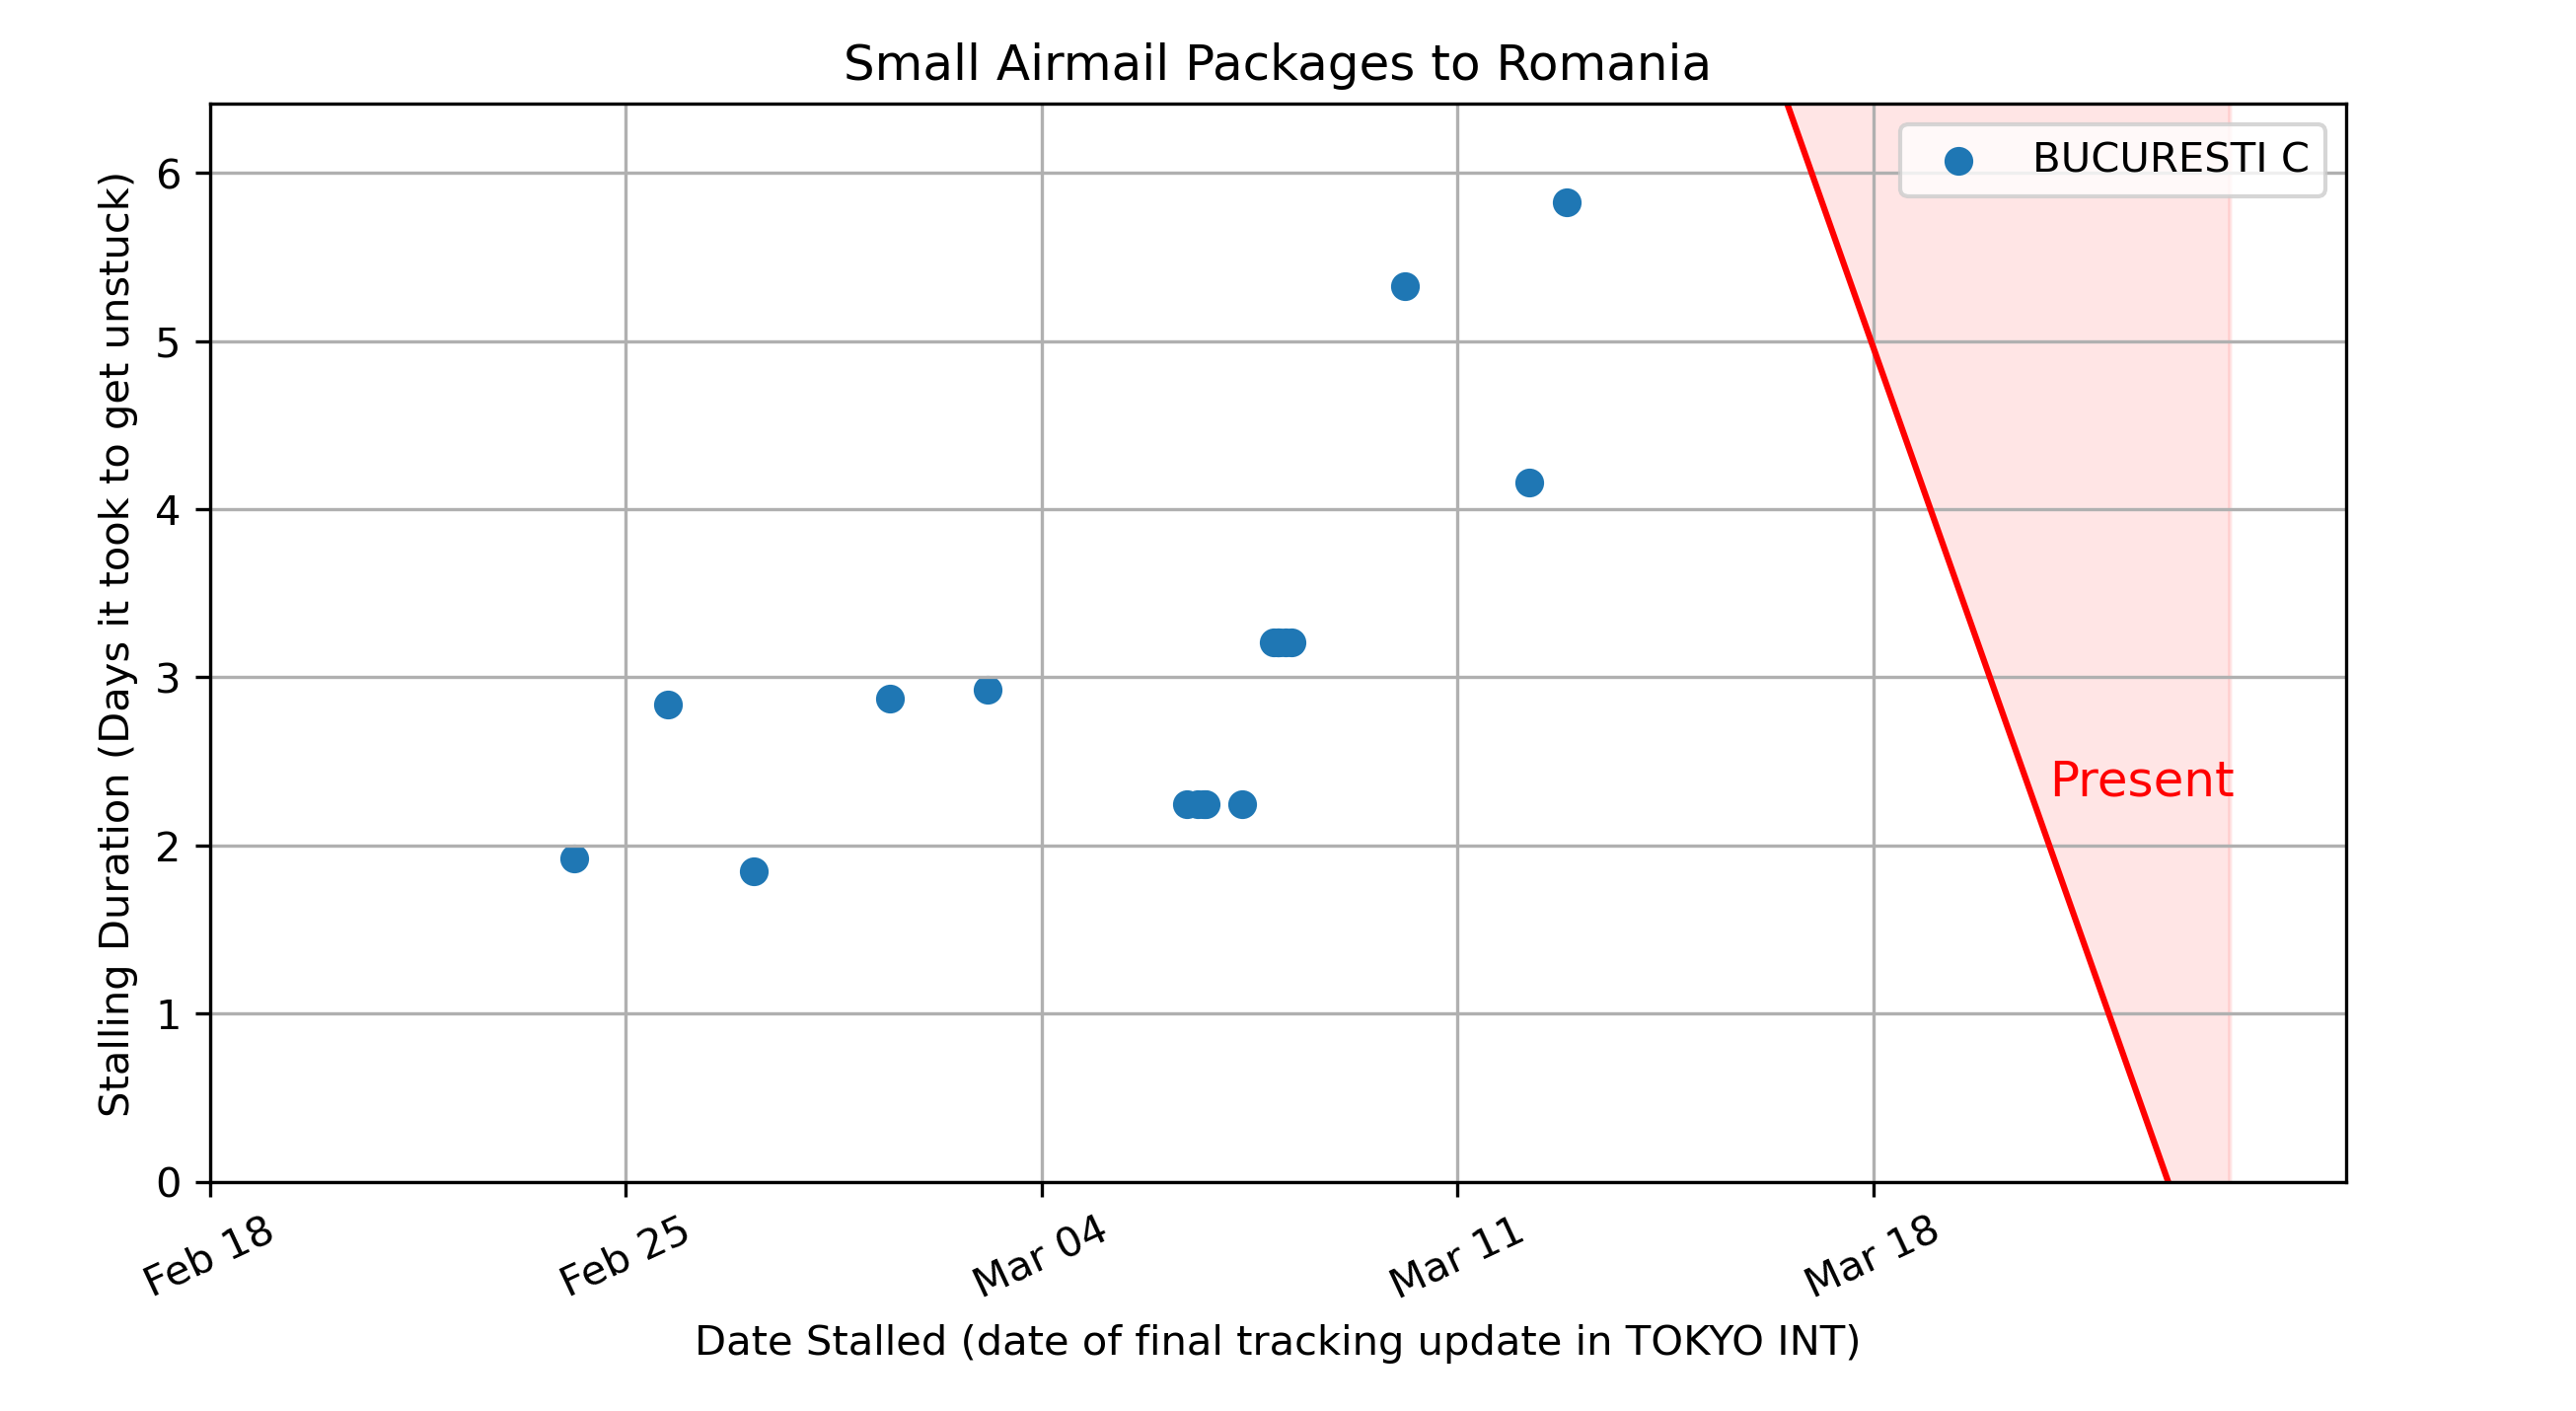 Small Airmail Packages to Romania
BUCURESTI C
Stalling Duration (Days it took to get unstuck)
6
5
4
3
2
1
0
Present
Feb 18
Feb 25
Mar 04
Mar 11
Mar 18
Date Stalled (date of final tracking update in TOKYO INT)